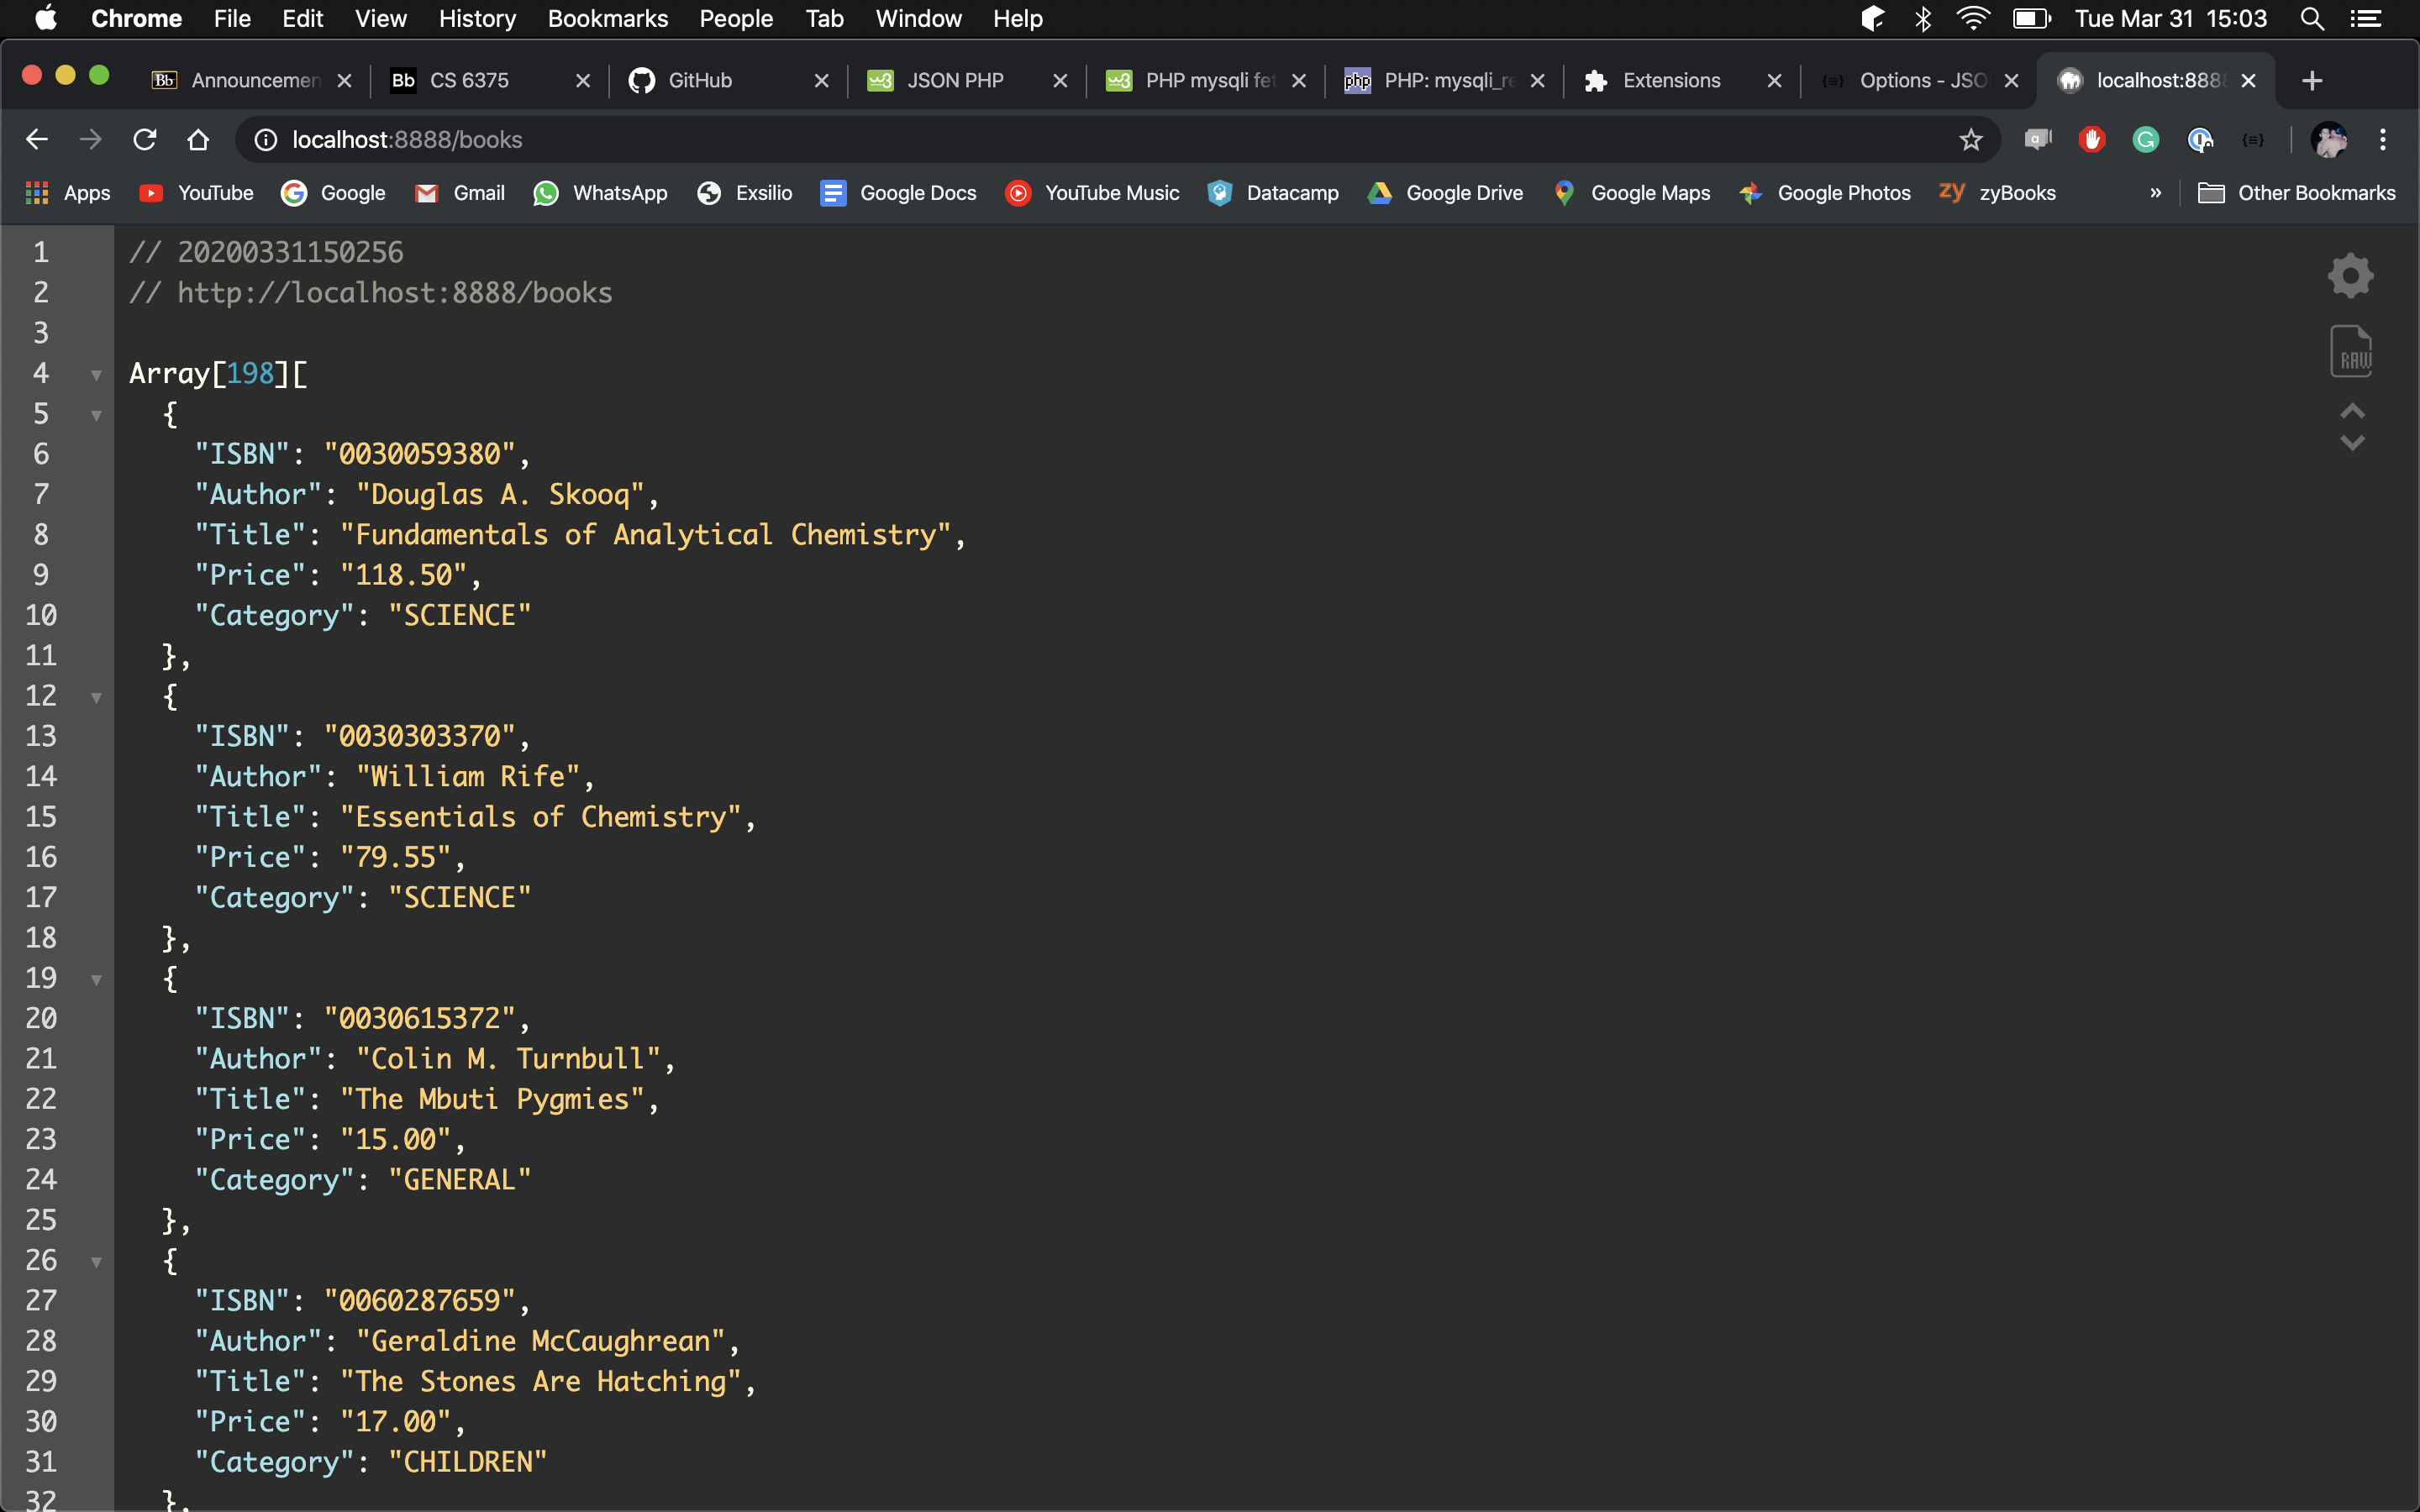 Chrome File Edit View History Bookmarks People Tab Window Help Tue Mar 31 15:03
Bb Announcemen Bb CS 6375 GitHub w3 JSON PHP w3 PHP mysqli fet php PHP: mysqli_re Extensions {≡} Options - JSO localhost:8888
localhost:8888/books
Apps YouTube Google Gmail WhatsApp Exsilio Google Docs YouTube Music Datacamp Google Drive Google Maps Google Photos zy zyBooks » Other Bookmarks
1 // 20200331150256
2 // http://localhost:8888/books
3
4 Array[198][
RAW
5 {
6 "ISBN": "0030059380",
7 "Author": "Douglas A. Skooq",
8 "Title": "Fundamentals of Analytical Chemistry",
9 "Price": "118.50",
10 "Category": "SCIENCE"
11 },
12 {
13 "ISBN": "0030303370",
14 "Author": "William Rife",
15 "Title": "Essentials of Chemistry",
16 "Price": "79.55",
17 "Category": "SCIENCE"
18 },
19 {
20 "ISBN": "0030615372",
21 "Author": "Colin M. Turnbull",
22 "Title": "The Mbuti Pygmies",
23 "Price": "15.00",
24 "Category": "GENERAL"
25 },
26 {
27 "ISBN": "0060287659",
28 "Author": "Geraldine McCaughrean",
29 "Title": "The Stones Are Hatching",
30 "Price": "17.00",
31 "Category": "CHILDREN"
32 },